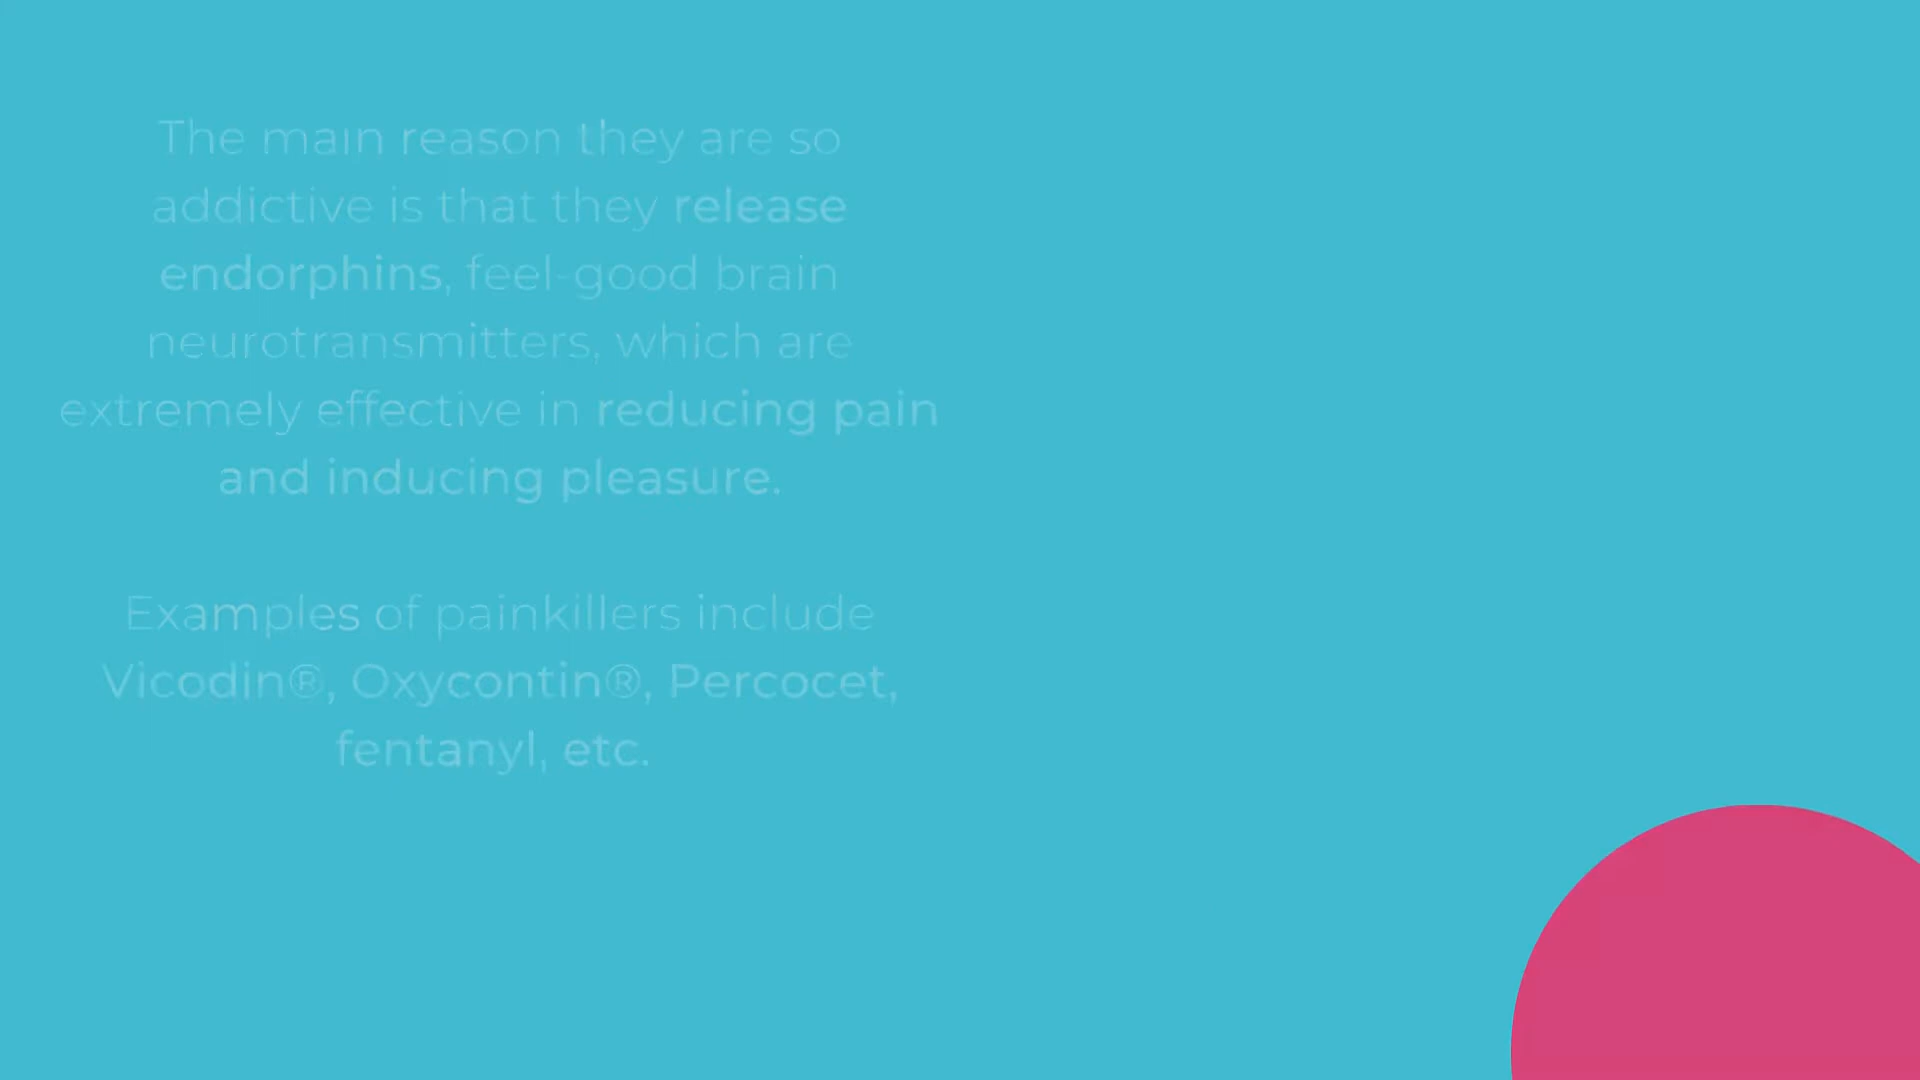 The main reason they are so
addictive is that they release
endorphins, feel-good brain
neurotransmitters, which are
extremely effective in reducing pain
and inducing pleasure.
Examples of painkillers include
Vicodin®, Oxycontin®, Percocet,
fentanyl, etc.